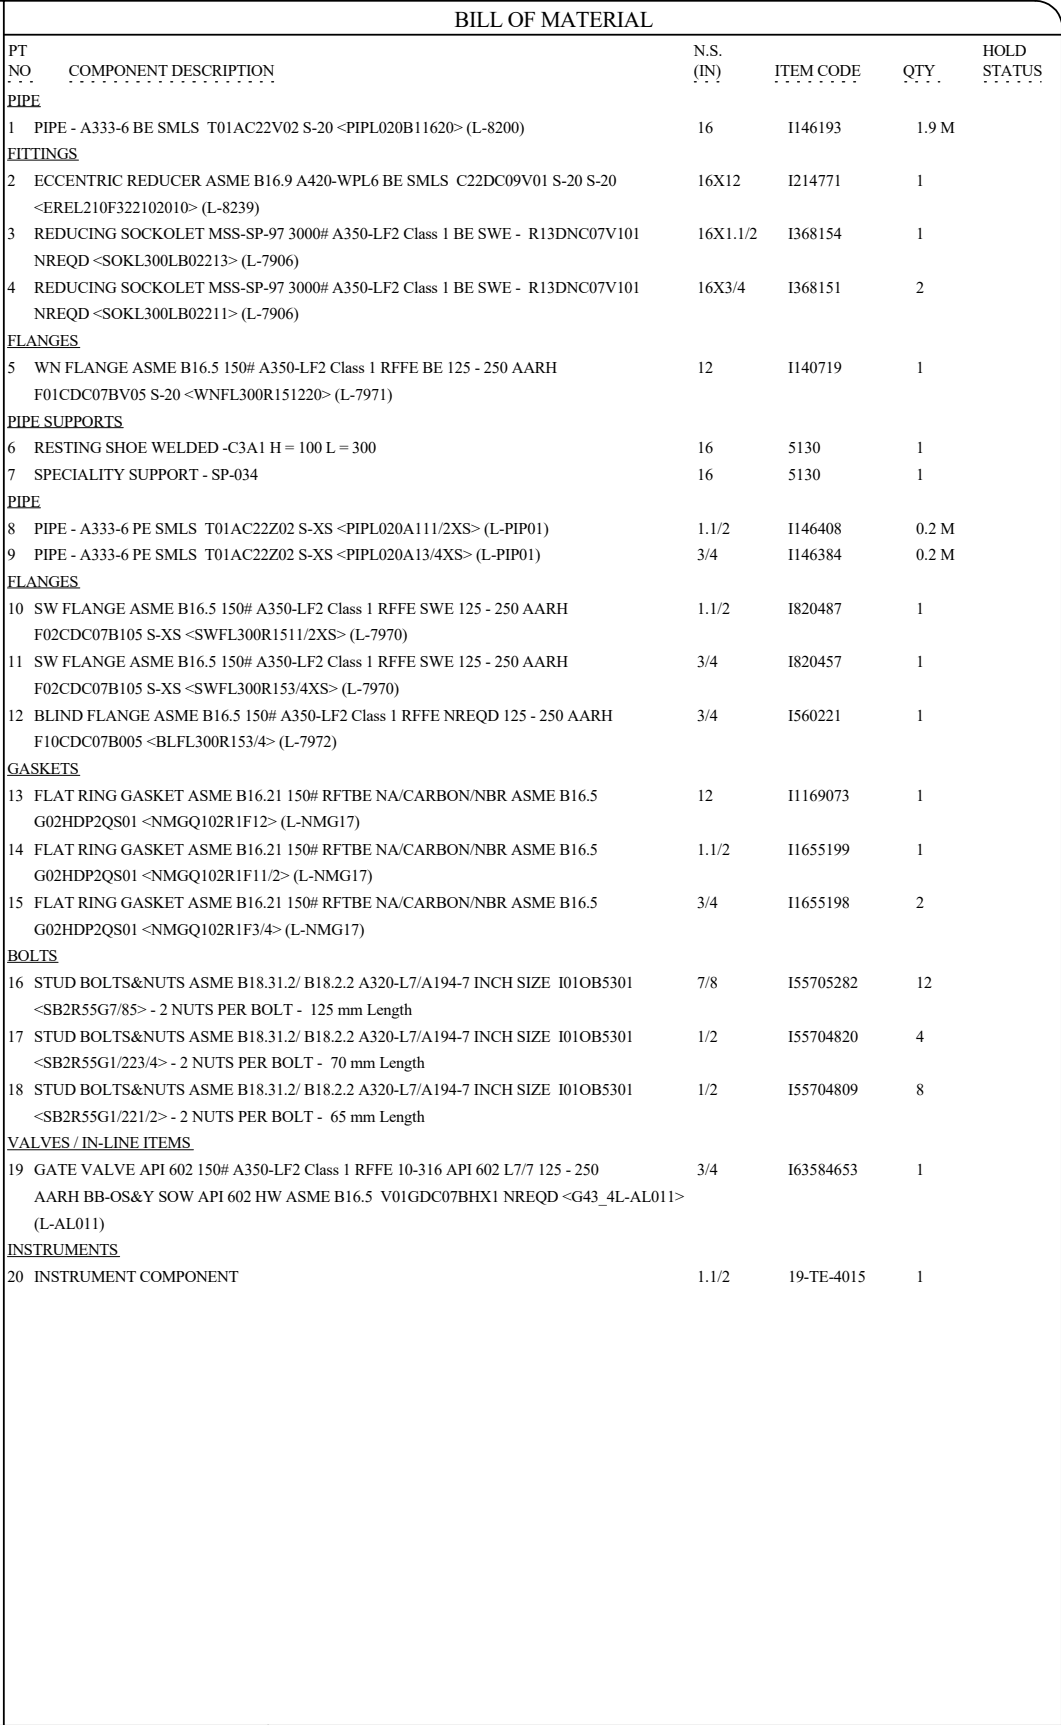 BILL OF MATERIAL
PT N.S. HOLD
NO COMPONENT DESCRIPTION (IN) ITEM CODE QTY STATUS
PIPE
1 PIPE - A333-6 BE SMLS T01AC22V02 S-20 <PIPL020B11620> (L-8200) 16 I146193 1.9 M
FITTINGS
2 ECCENTRIC REDUCER ASME B16.9 A420-WPL6 BE SMLS C22DC09V01 S-20 S-20 16X12 I214771 1
<EREL210F322102010> (L-8239)
3 REDUCING SOCKOLET MSS-SP-97 3000# A350-LF2 Class 1 BE SWE - R13DNC07V101 16X1.1/2 I368154 1
NREQD <SOKL300LB02213> (L-7906)
4 REDUCING SOCKOLET MSS-SP-97 3000# A350-LF2 Class 1 BE SWE - R13DNC07V101 16X3/4 I368151 2
NREQD <SOKL300LB02211> (L-7906)
FLANGES
5 WN FLANGE ASME B16.5 150# A350-LF2 Class 1 RFFE BE 125 - 250 AARH 12 I140719 1
F01CDC07BV05 S-20 <WNFL300R151220> (L-7971)
PIPE SUPPORTS
6 RESTING SHOE WELDED -C3A1 H = 100 L = 300 16 5130 1
7 SPECIALITY SUPPORT - SP-034 16 5130 1
PIPE
8 PIPE - A333-6 PE SMLS T01AC22Z02 S-XS <PIPL020A111/2XS> (L-PIP01) 1.1/2 I146408 0.2 M
9 PIPE - A333-6 PE SMLS T01AC22Z02 S-XS <PIPL020A13/4XS> (L-PIP01) 3/4 I146384 0.2 M
FLANGES
10 SW FLANGE ASME B16.5 150# A350-LF2 Class 1 RFFE SWE 125 - 250 AARH 1.1/2 I820487 1
F02CDC07B105 S-XS <SWFL300R1511/2XS> (L-7970)
11 SW FLANGE ASME B16.5 150# A350-LF2 Class 1 RFFE SWE 125 - 250 AARH 3/4 I820457 1
F02CDC07B105 S-XS <SWFL300R153/4XS> (L-7970)
12 BLIND FLANGE ASME B16.5 150# A350-LF2 Class 1 RFFE NREQD 125 - 250 AARH 3/4 I560221 1
F10CDC07B005 <BLFL300R153/4> (L-7972)
GASKETS
13 FLAT RING GASKET ASME B16.21 150# RFTBE NA/CARBON/NBR ASME B16.5 12 I1169073 1
G02HDP2QS01 <NMGQ102R1F12> (L-NMG17)
14 FLAT RING GASKET ASME B16.21 150# RFTBE NA/CARBON/NBR ASME B16.5 1.1/2 I1655199 1
G02HDP2QS01 <NMGQ102R1F11/2> (L-NMG17)
15 FLAT RING GASKET ASME B16.21 150# RFTBE NA/CARBON/NBR ASME B16.5 3/4 I1655198 2
G02HDP2QS01 <NMGQ102R1F3/4> (L-NMG17)
BOLTS
16 STUD BOLTS&NUTS ASME B18.31.2/ B18.2.2 A320-L7/A194-7 INCH SIZE I01OB5301 7/8 I55705282 12
<SB2R55G7/85> - 2 NUTS PER BOLT - 125 mm Length
17 STUD BOLTS&NUTS ASME B18.31.2/ B18.2.2 A320-L7/A194-7 INCH SIZE I01OB5301 1/2 I55704820 4
<SB2R55G1/223/4> - 2 NUTS PER BOLT - 70 mm Length
18 STUD BOLTS&NUTS ASME B18.31.2/ B18.2.2 A320-L7/A194-7 INCH SIZE I01OB5301 1/2 I55704809 8
<SB2R55G1/221/2> - 2 NUTS PER BOLT - 65 mm Length
VALVES / IN-LINE ITEMS
19 GATE VALVE API 602 150# A350-LF2 Class 1 RFFE 10-316 API 602 L7/7 125 - 250 3/4 I63584653 1
AARH BB-OS&Y SOW API 602 HW ASME B16.5 V01GDC07BHX1 NREQD <G43_4L-AL011>
(L-AL011)
INSTRUMENTS
20 INSTRUMENT COMPONENT 1.1/2 19-TE-4015 1